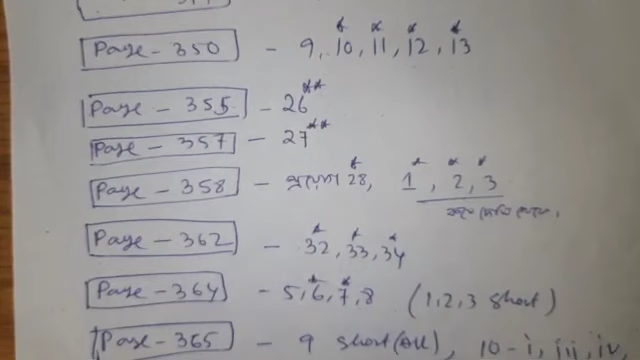 Page - 350 - 9, 10*, 11*, 12*, 13*
Page - 355 - 26**
Page - 357 - 27**
Page - 358 - 28*, 1*, 2*, 3*
Page - 362 - 32*, 33*, 34*
Page - 364 - 5, 6*, 7*, 8 (1, 2, 3 short)
Page - 365 - 9 short (All), 10 - i, iii, iv,